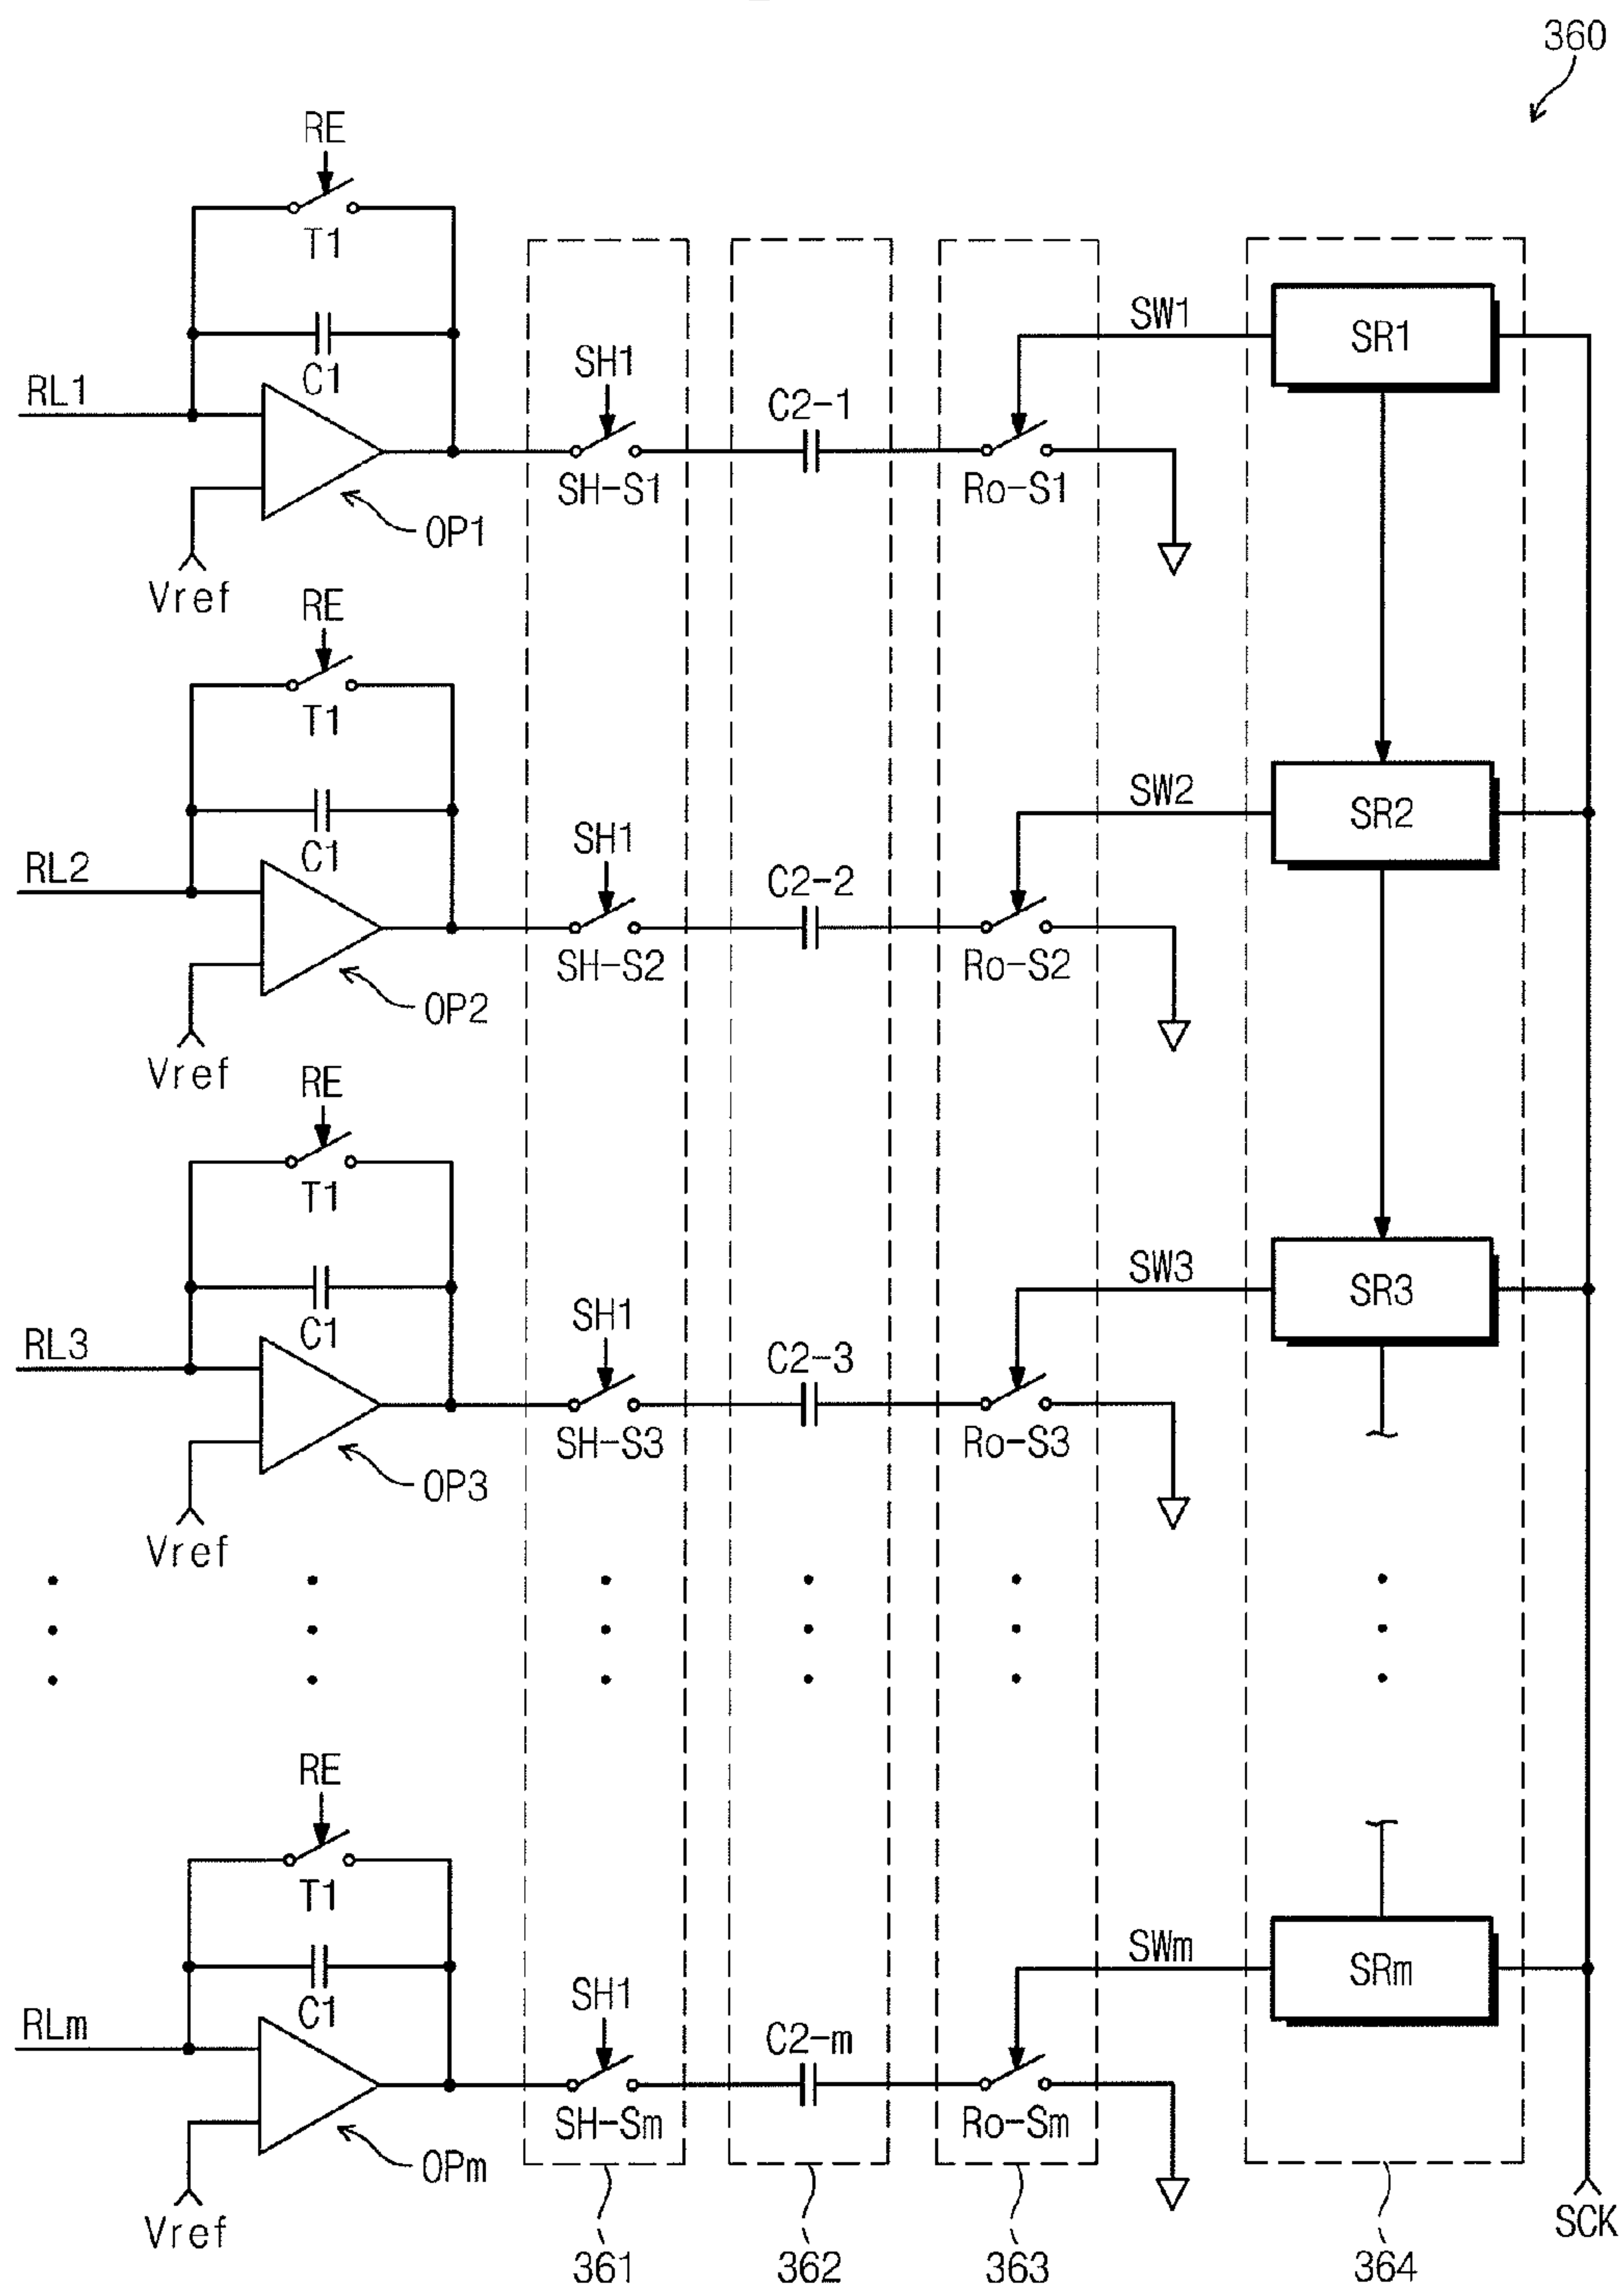 360
RE
T1
C1
RL1
OP1
Vref
SH1
SH-S1
C2-1
Ro-S1
SW1
SR1
RE
T1
C1
RL2
OP2
Vref
SH1
SH-S2
C2-2
Ro-S2
SW2
SR2
RE
T1
C1
RL3
OP3
Vref
SH1
SH-S3
C2-3
Ro-S3
SW3
SR3
RE
T1
C1
RLm
OPm
Vref
SH1
SH-Sm
C2-m
Ro-Sm
SWm
SRm
SCK
361
362
363
364